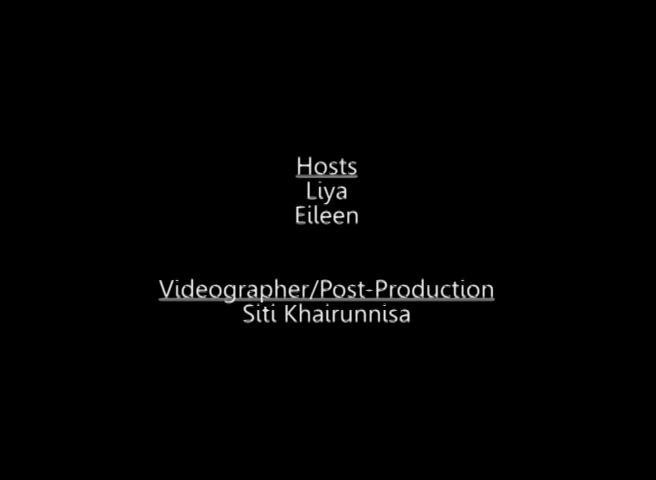 Hosts
Liya
Eileen
Videographer/Post-Production
Siti Khairunnisa